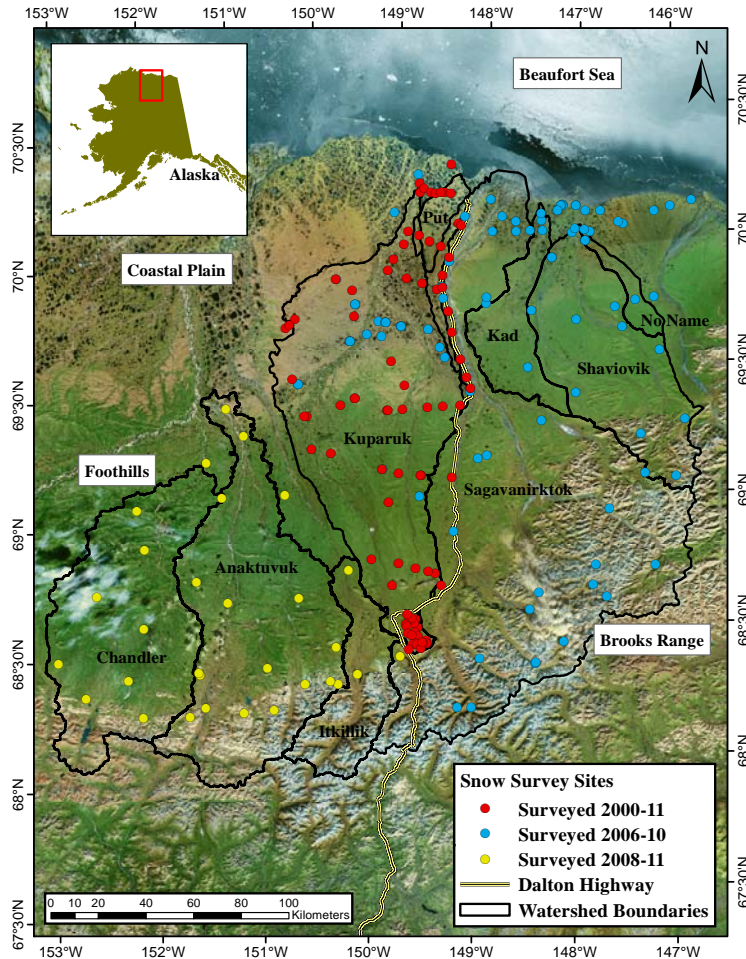 152°W 151°W 150°W 149°W 148°W 147°W 146°W
N
Beaufort Sea
70°30'N
70°30'N
Alaska
Put
70°N
Coastal Plain
70°N
No Name
Kad
69°30'N
Shaviovik
69°30'N
Kuparuk
Foothills
Sagavanirktok
69°N
69°N
Anaktuvuk
68°30'N
Brooks Range
Chandler
68°30'N
Itkillik
68°N
68°N
Snow Survey Sites
Surveyed 2000-11
Surveyed 2006-10
Surveyed 2008-11
Dalton Highway
Watershed Boundaries
67°30'N
0 10 20 40 60 80 100
Kilometers
67°30'N
153°W 152°W 151°W 150°W 149°W 148°W 147°W